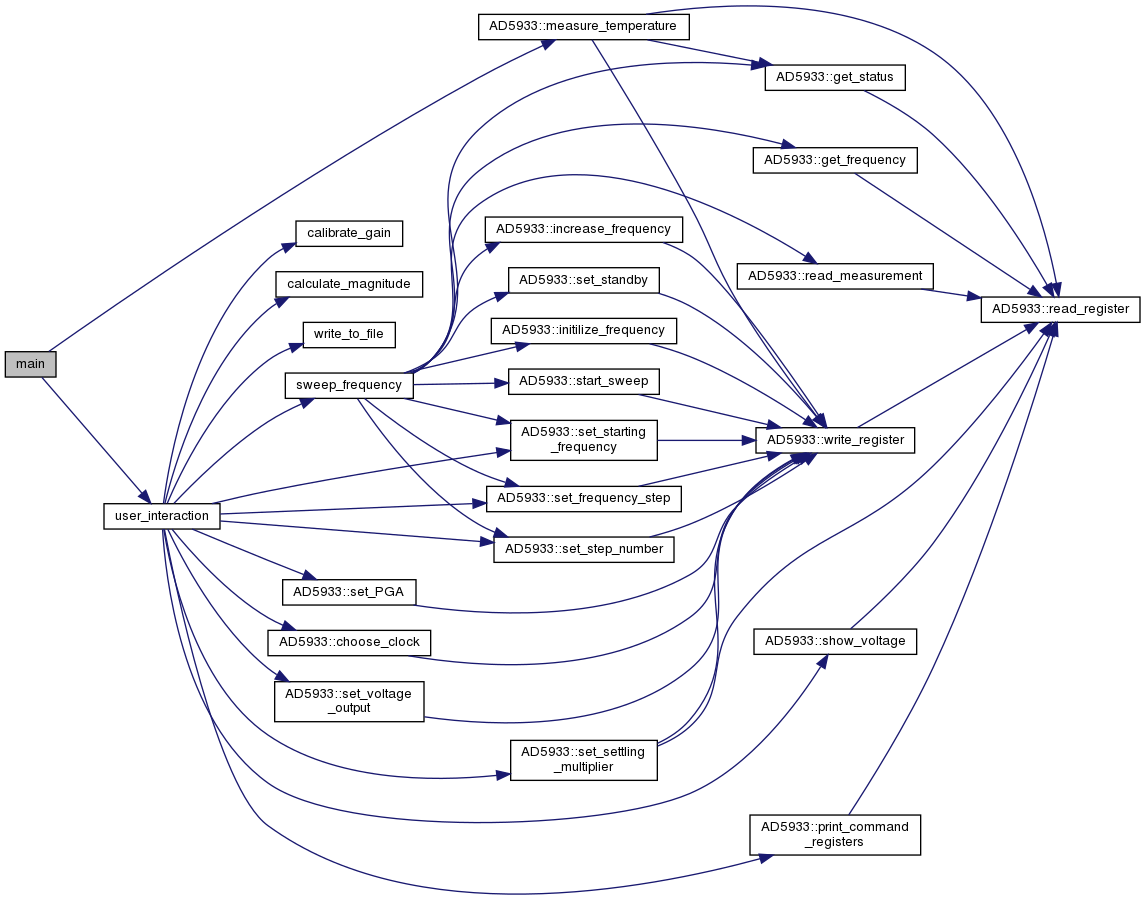 AD5933::measure_temperature
AD5933::get_status
AD5933::get_frequency
calibrate_gain
AD5933::increase_frequency
calculate_magnitude
AD5933::set_standby
AD5933::read_measurement
AD5933::read_register
write_to_file
AD5933::initilize_frequency
main
sweep_frequency
AD5933::start_sweep
AD5933::set_starting
_frequency
AD5933::write_register
AD5933::set_frequency_step
user_interaction
AD5933::set_step_number
AD5933::set_PGA
AD5933::choose_clock
AD5933::show_voltage
AD5933::set_voltage
_output
AD5933::set_settling
_multiplier
AD5933::print_command
_registers